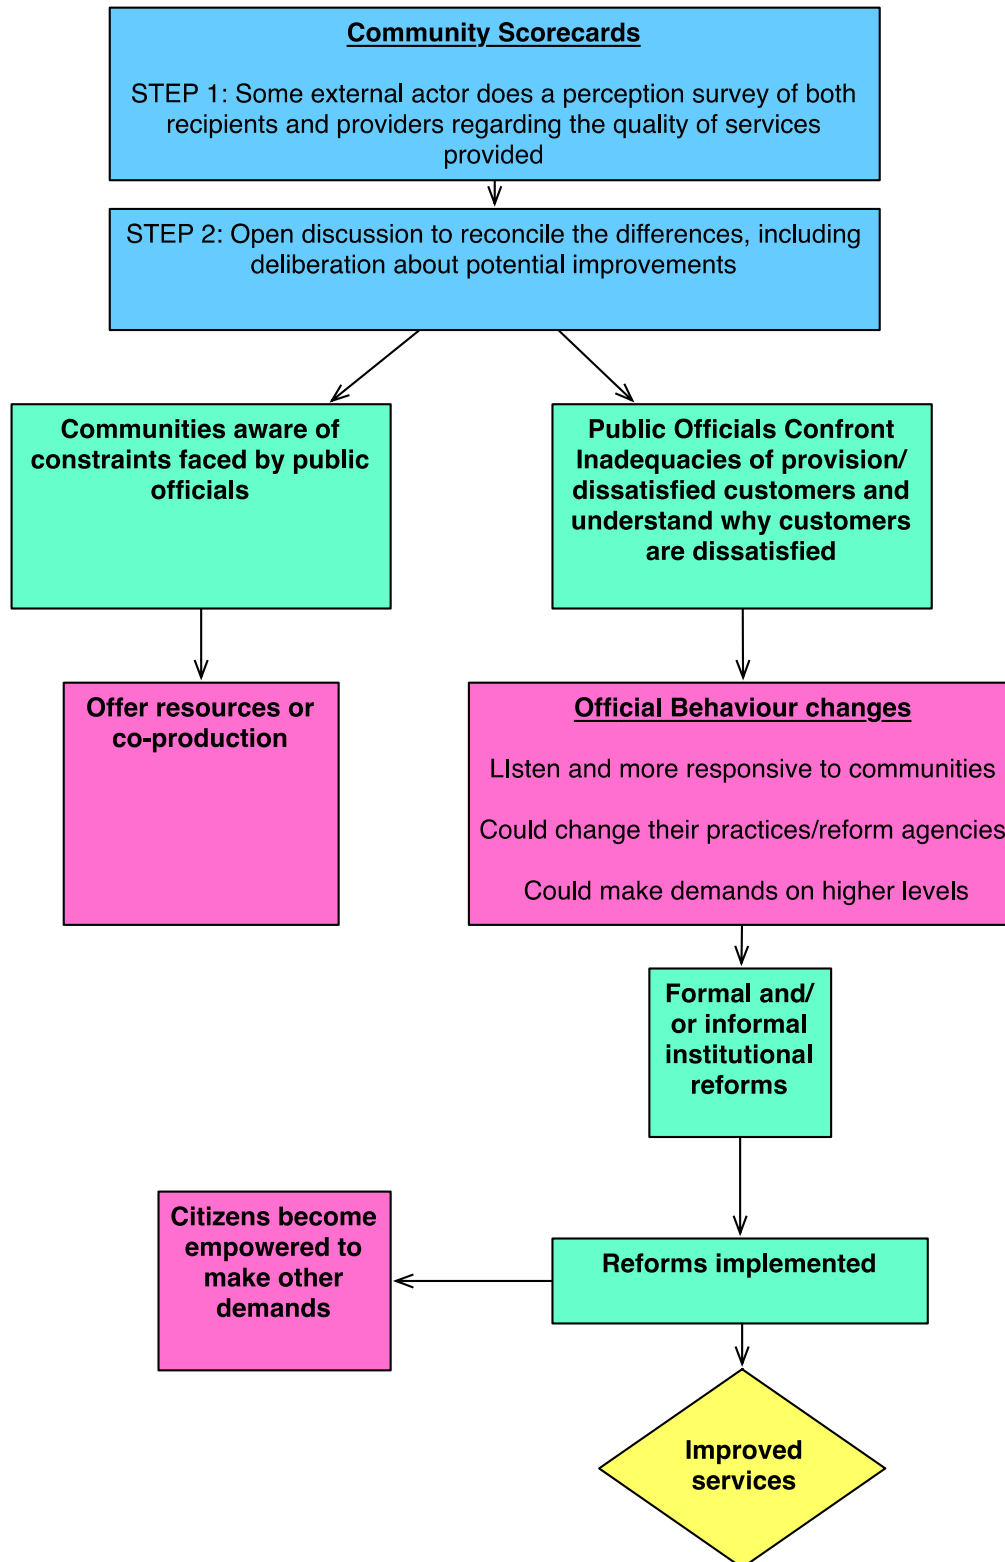 Community Scorecards
STEP 1: Some external actor does a perception survey of both
recipients and providers regarding the quality of services
provided
STEP 2: Open discussion to reconcile the differences, including
deliberation about potential improvements
Communities aware of
constraints faced by public
officials
Public Officials Confront
Inadequacies of provision/
dissatisfied customers and
understand why customers
are dissatisfied
Offer resources or
co-production
Official Behaviour changes
LIsten and more responsive to communities
Could change their practices/reform agencies
Could make demands on higher levels
Formal and/
or informal
institutional
reforms
Citizens become
empowered to
make other
demands
Reforms implemented
Improved
services